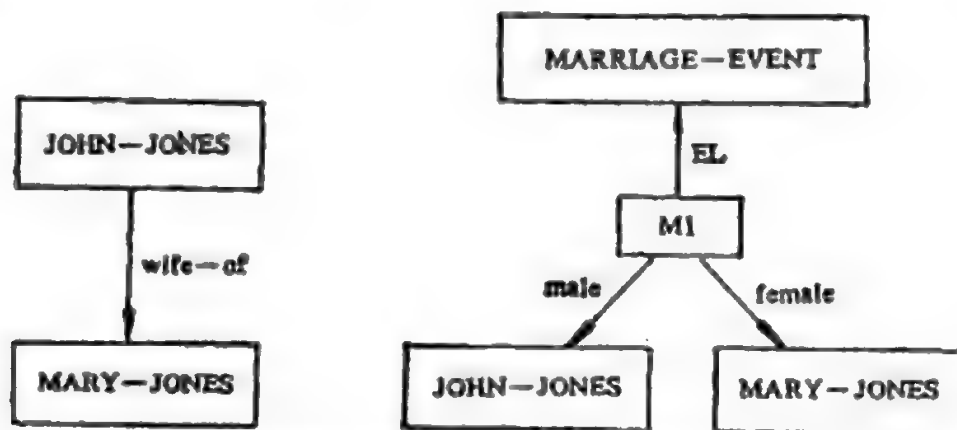 JOHN—JONES
wife—of
MARY—JONES
MARRIAGE—EVENT
EL
M1
male
female
JOHN—JONES
MARY—JONES